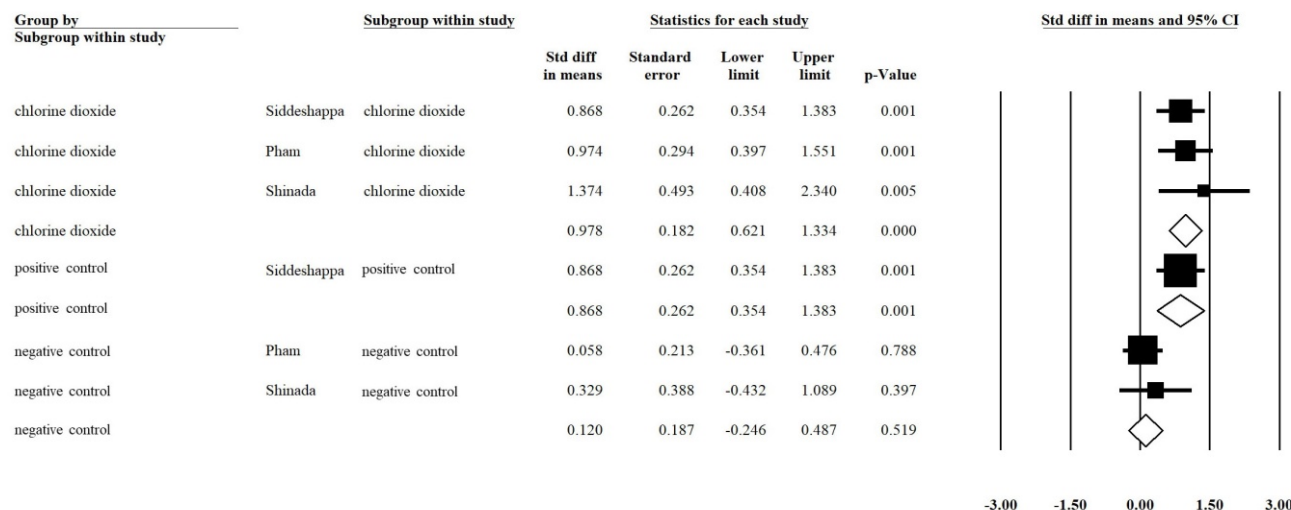 Group by Subgroup within study Statistics for each study Std diff in means and 95% CI
Subgroup within study
Std diff Standard Lower Upper
in means error limit limit p-Value
chlorine dioxide Siddeshappa chlorine dioxide 0.868 0.262 0.354 1.383 0.001
chlorine dioxide Pham chlorine dioxide 0.974 0.294 0.397 1.551 0.001
chlorine dioxide Shinada chlorine dioxide 1.374 0.493 0.408 2.340 0.005
chlorine dioxide 0.978 0.182 0.621 1.334 0.000
positive control Siddeshappa positive control 0.868 0.262 0.354 1.383 0.001
positive control 0.868 0.262 0.354 1.383 0.001
negative control Pham negative control 0.058 0.213 -0.361 0.476 0.788
negative control Shinada negative control 0.329 0.388 -0.432 1.089 0.397
negative control 0.120 0.187 -0.246 0.487 0.519
-3.00 -1.50 0.00 1.50 3.00